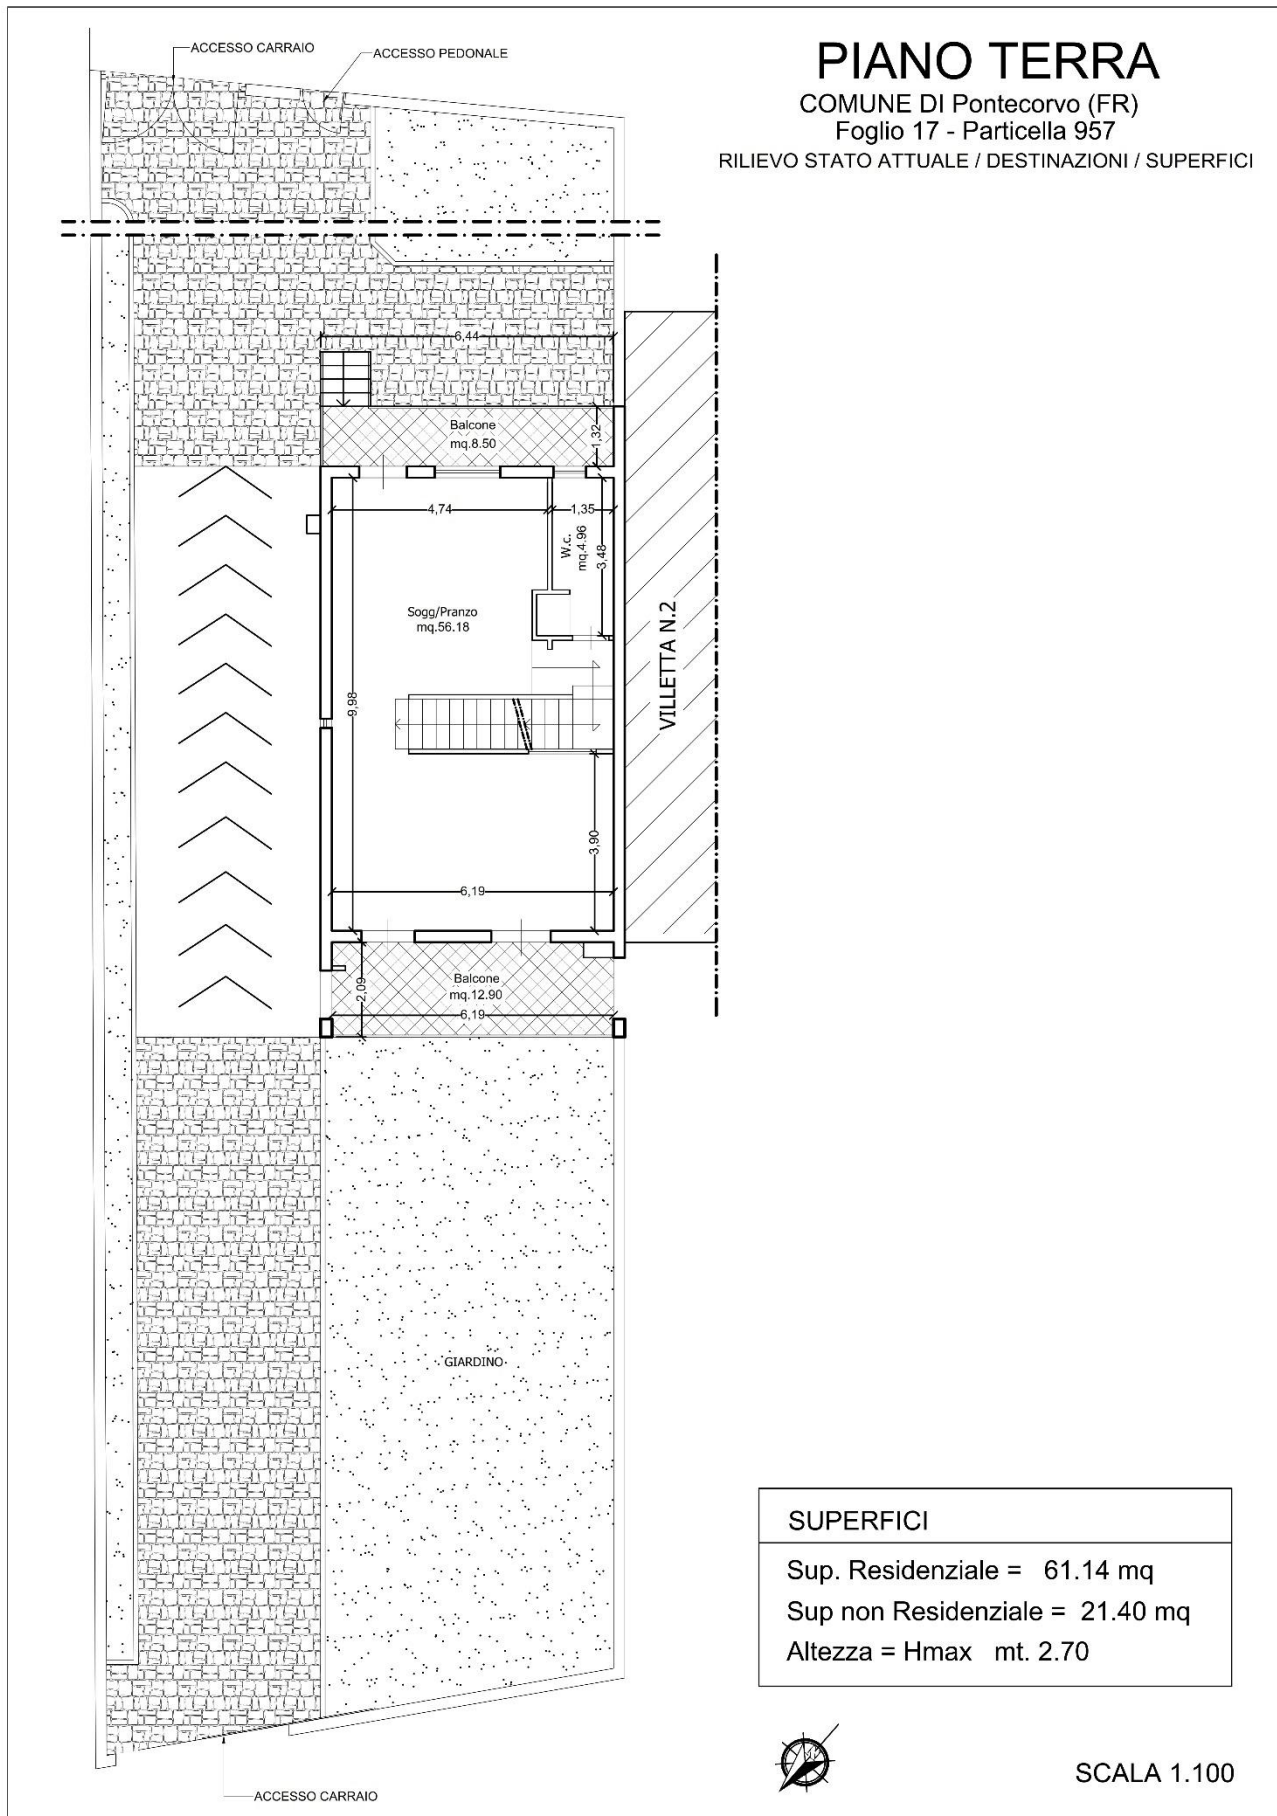 PIANO TERRA
COMUNE DI Pontecorvo (FR)
Foglio 17 - Particella 957
RILIEVO STATO ATTUALE / DESTINAZIONI / SUPERFICI
ACCESSO CARRAIO
ACCESSO PEDONALE
6,44
Balcone
mq.8.50
1,32
4,74
1,35
W.c.
mq.4.96
3,48
Sogg/Pranzo
mq.56.18
VILLETTA N.2
9,98
3,90
6,19
Balcone
mq.12.90
2,09
6,19
GIARDINO
SUPERFICI
Sup. Residenziale = 61.14 mq
Sup non Residenziale = 21.40 mq
Altezza = Hmax mt. 2.70
SCALA 1.100
ACCESSO CARRAIO